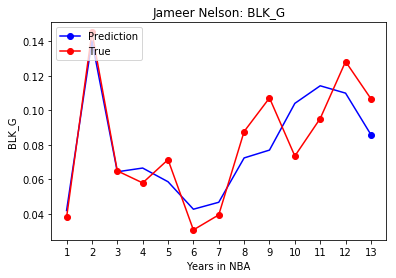 Jameer Nelson: BLK_G
Prediction
True
BLK_G
0.14
0.12
0.10
0.08
0.06
0.04
1 2 3 4 5 6 7 8 9 10 11 12 13
Years in NBA